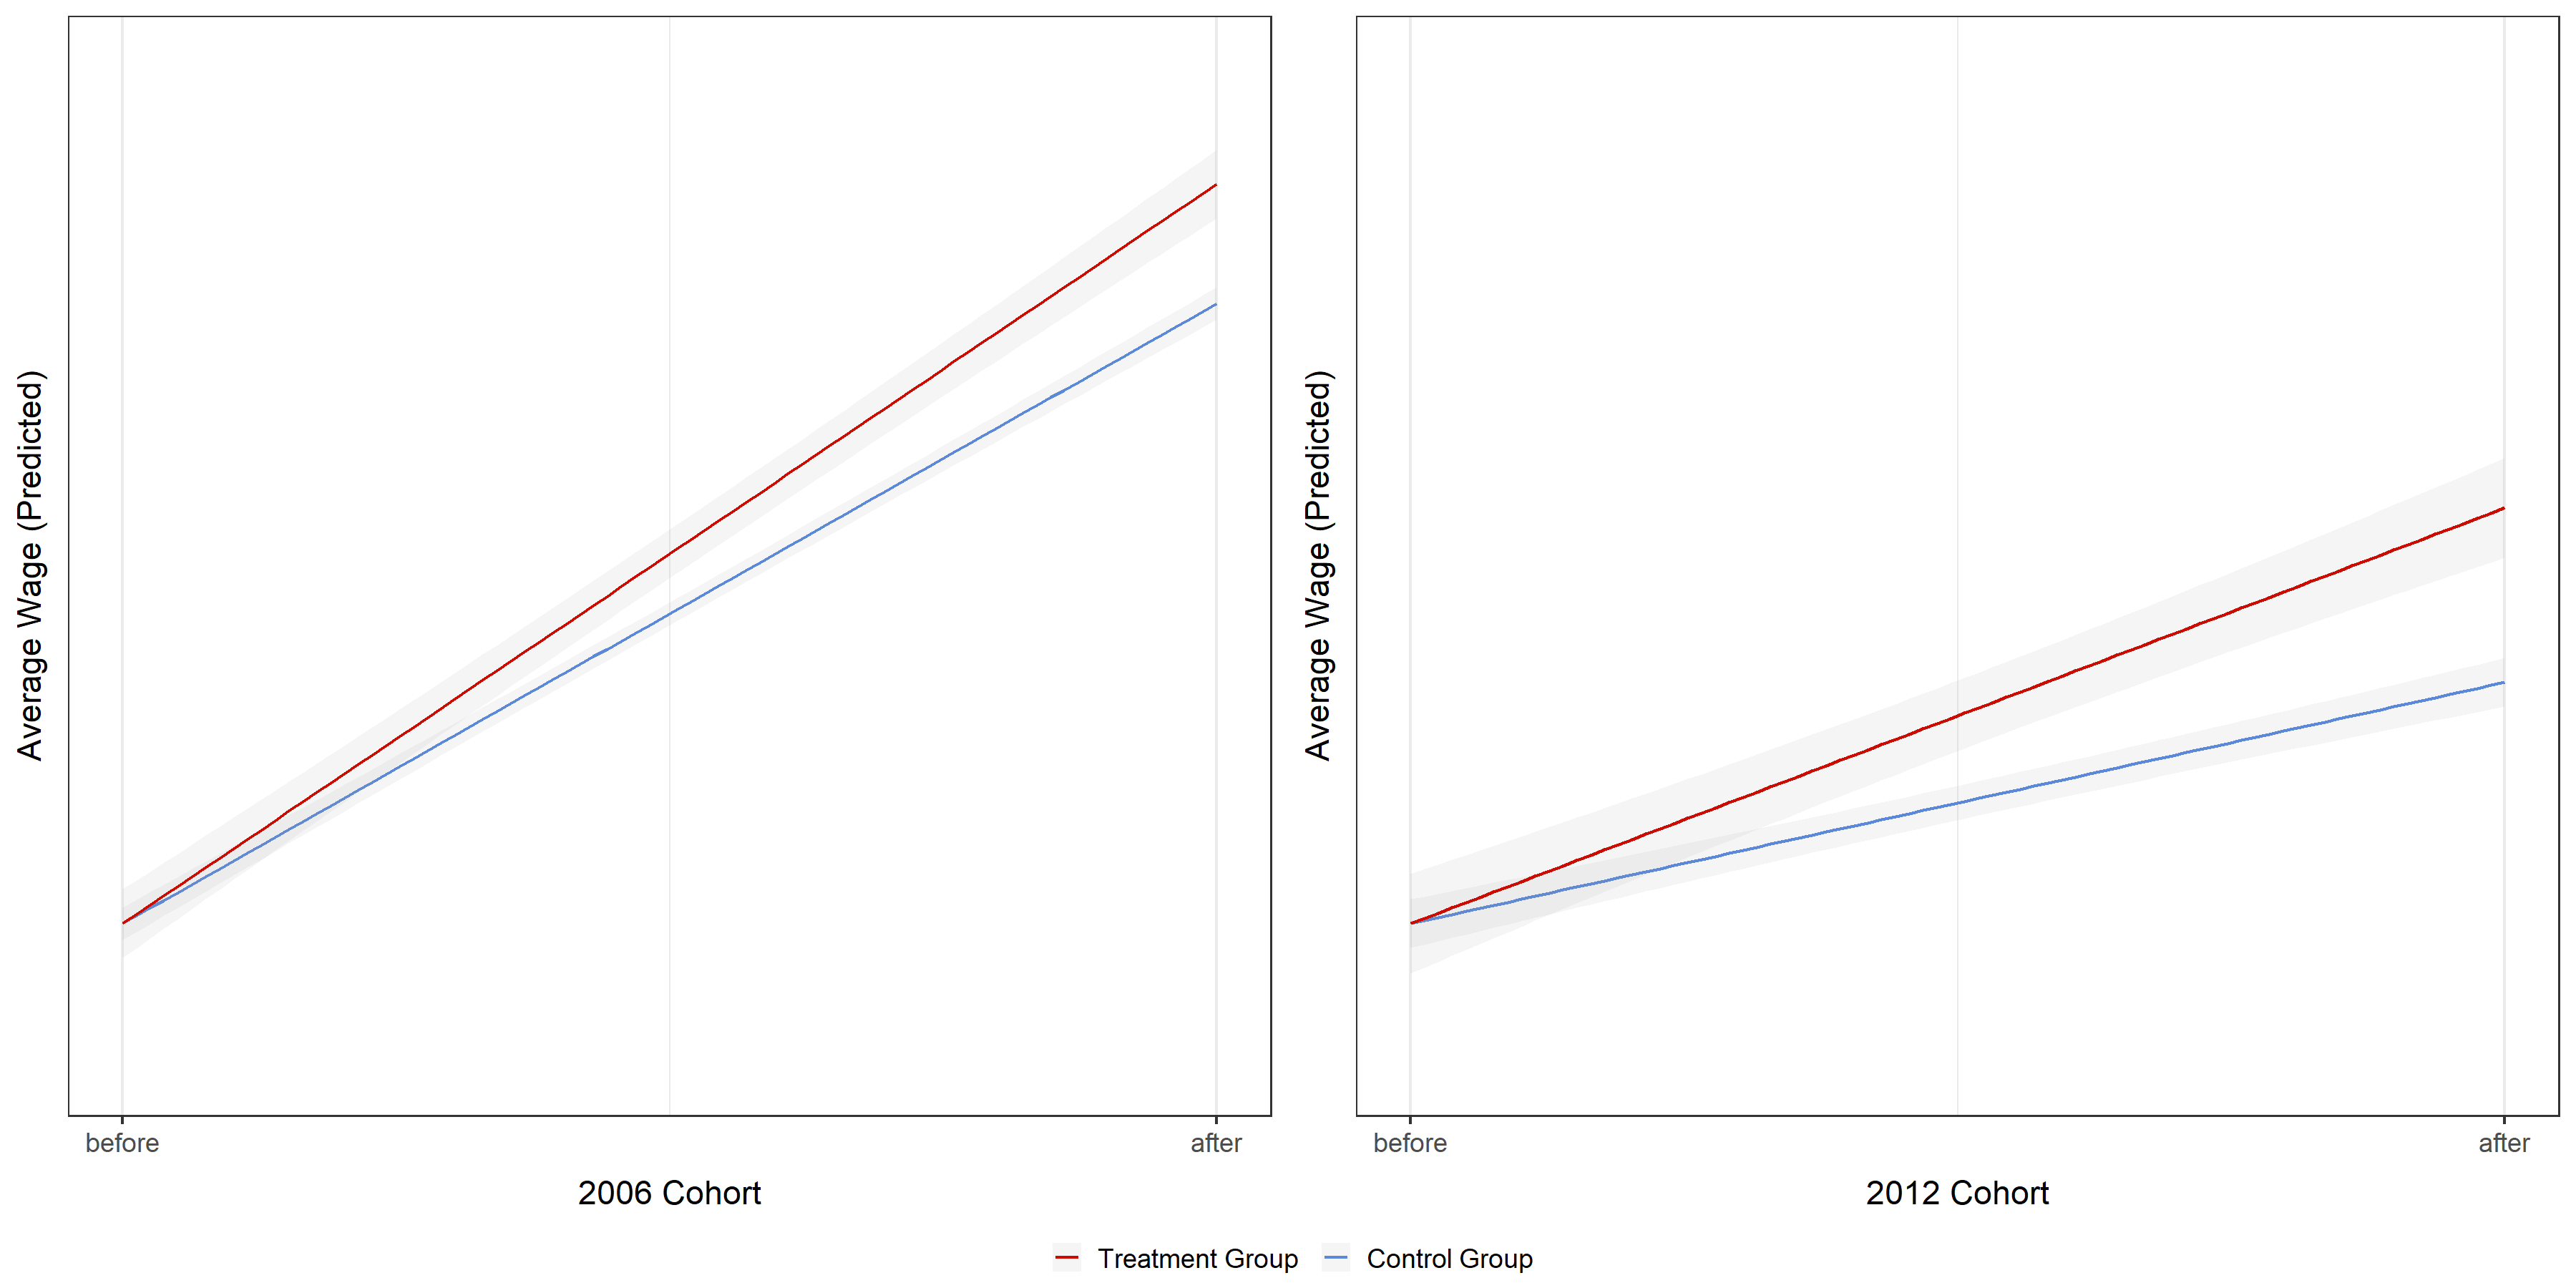 Average Wage (Predicted)
before
after
2006 Cohort
Average Wage (Predicted)
before
after
2012 Cohort
Treatment Group
Control Group